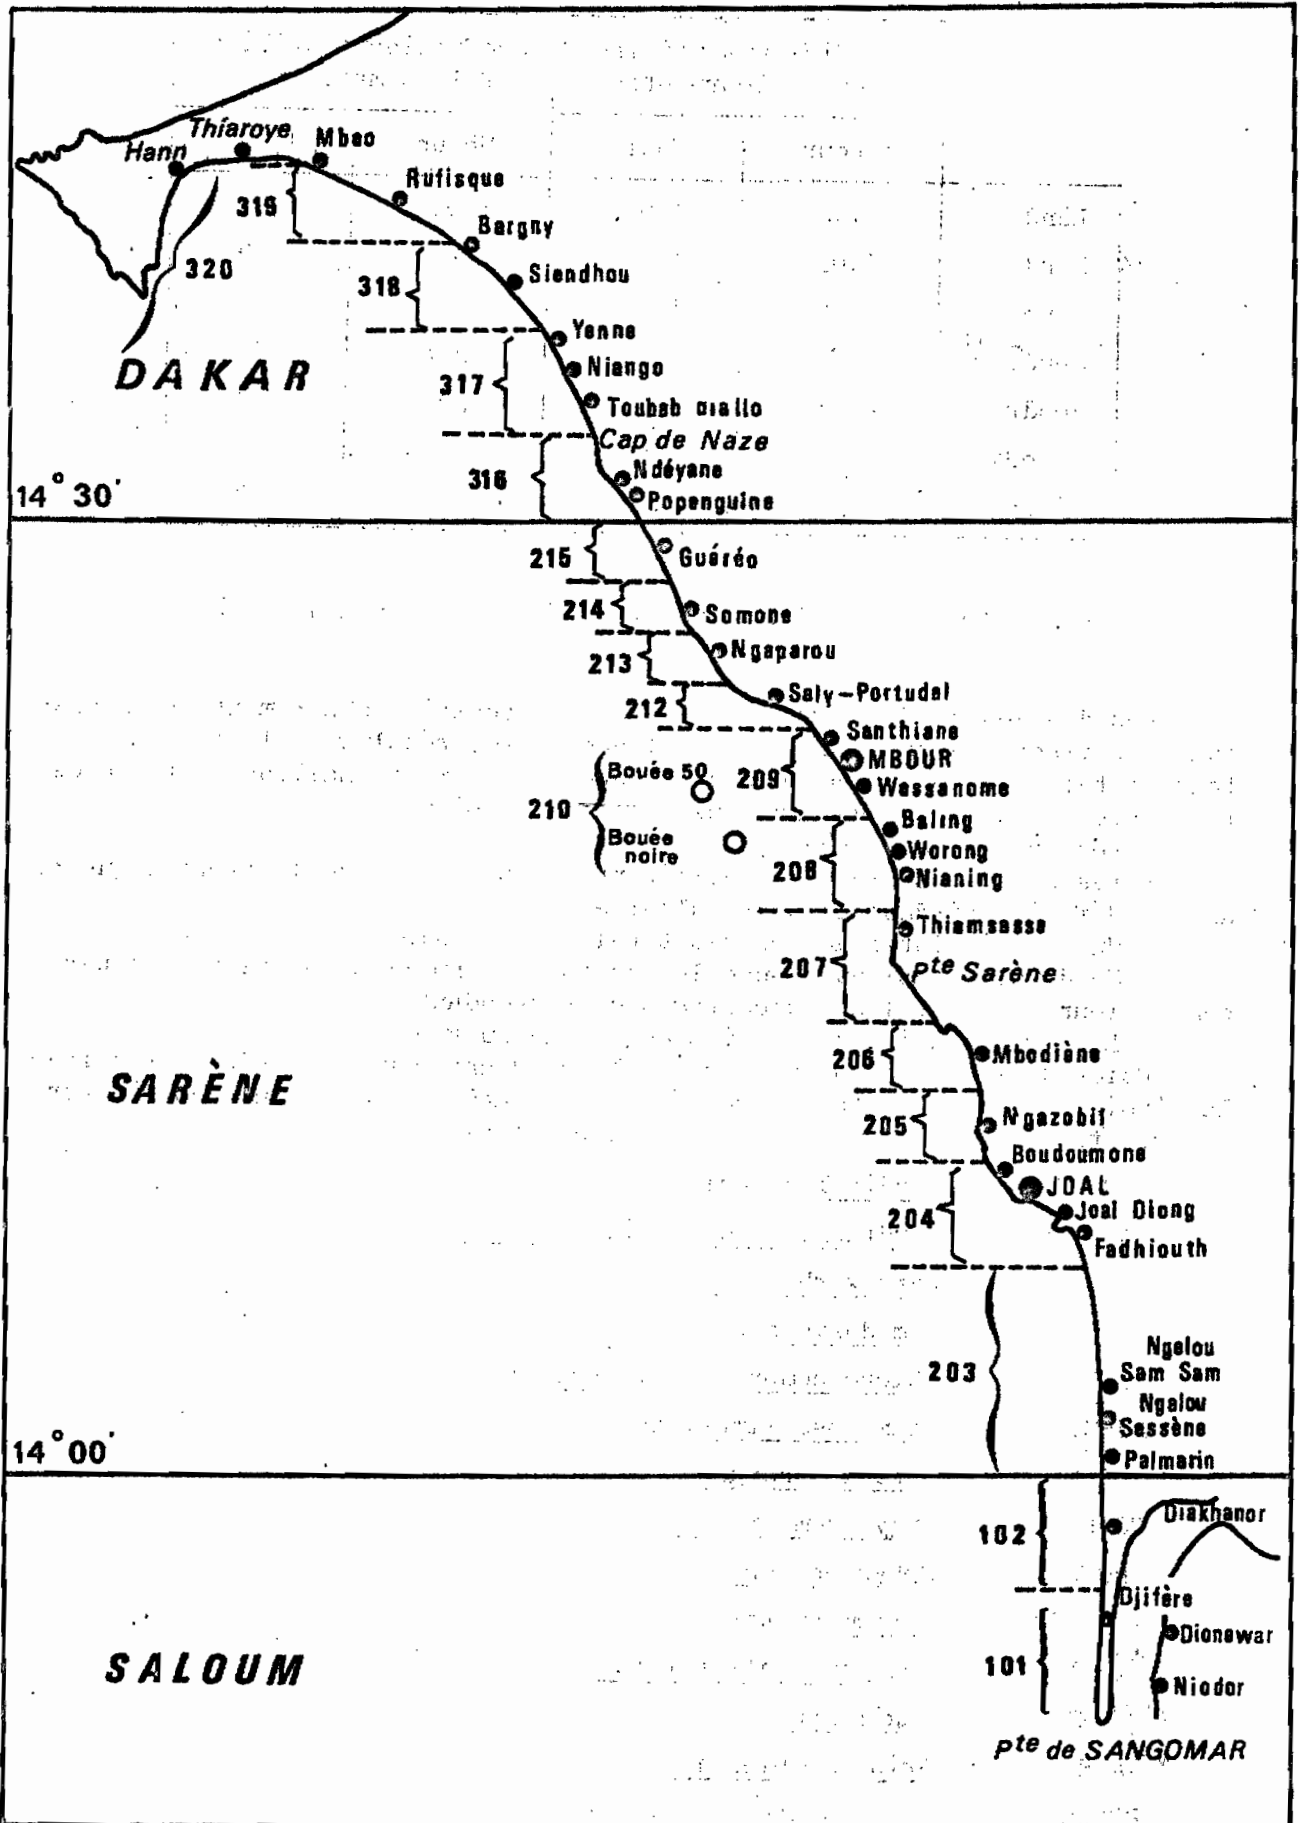 Thiaroye
Mbao
Hann
Rufisque
319
Bargny
320
Siendhou
318
Yenne
DAKAR
Niango
317
Toubab Diallo
Cap de Naze
316
Ndéyane
14°30'
Popenguine
215
Guéréo
214
Somone
213
Ngaparou
212
Saly-Portudal
Santhiane
MBOUR
209
Bouée 50
Wassanome
210
Baling
Bouée
noire
Worong
208
Nianing
Thiamsassa
207
Pte Sarène
206
Mbodiène
SARÈNE
205
Ngazobil
Boudoumone
JOAL
204
Joal Diong
Fadhiouth
Ngalou
203
Sam Sam
Ngalou
Sessène
14°00'
Palmarin
Diakhanor
102
Djifère
Dionewar
101
SALOUM
Niodor
Pte de SANGOMAR